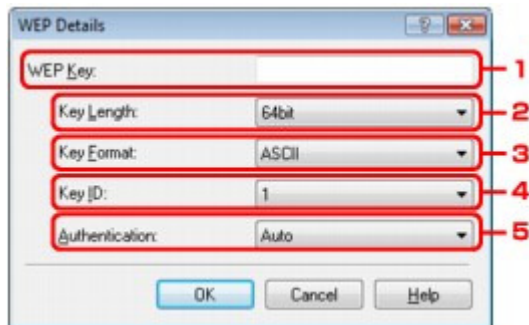 WEP Details
WEP Key: 1
Key Length: 64bit 2
Key Format: ASCII 3
Key ID: 1 4
Authentication: Auto 5
OK Cancel Help